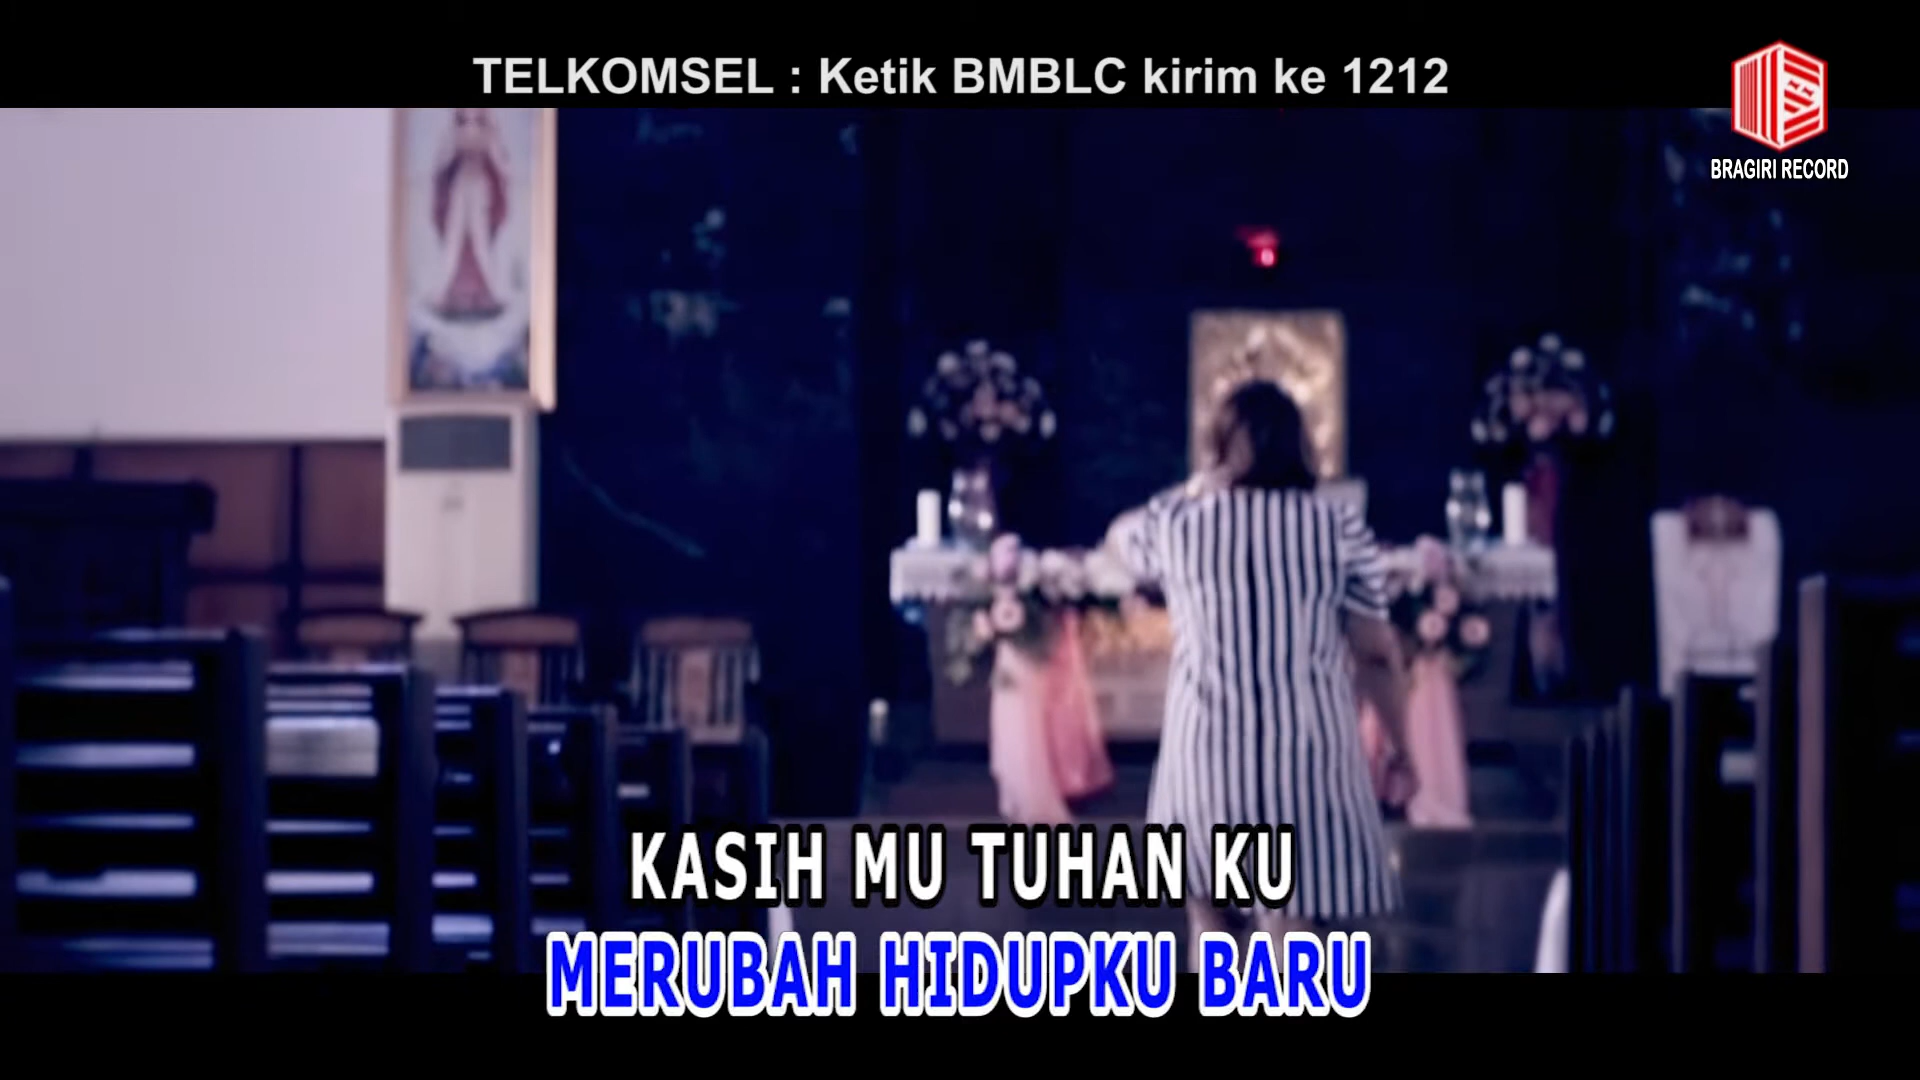 TELKOMSEL : Ketik BMBLC kirim ke 1212
BRAGIRI RECORD
KASIH MU TUHAN KU
MERUBAH HIDUPKU BARU